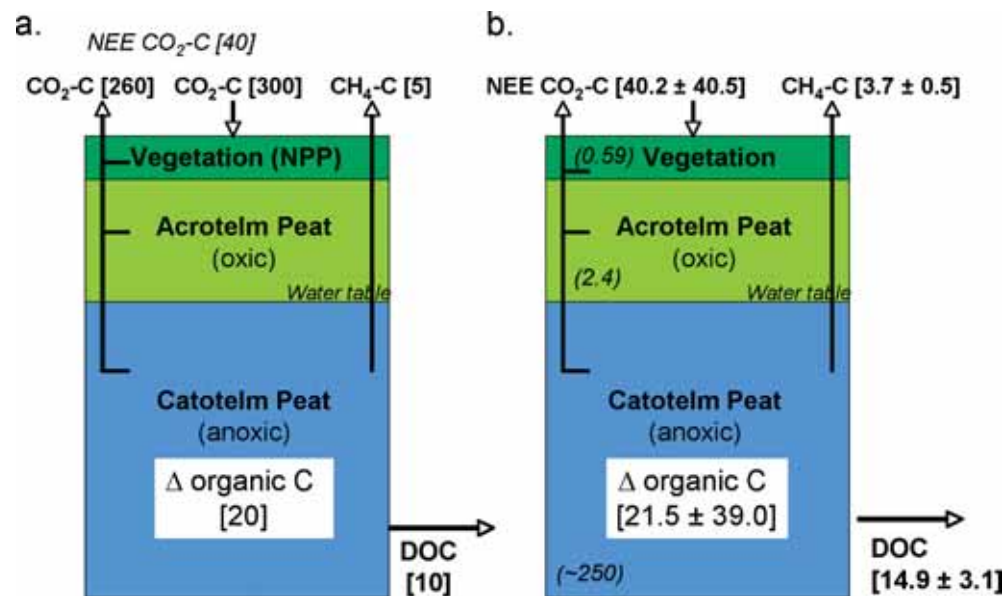 a.
NEE CO₂-C [40]
CO₂-C [260] CO₂-C [300] CH₄-C [5]
Vegetation (NPP)
Acrotelm Peat
(oxic)
Water table
Catotelm Peat
(anoxic)
Δ organic C
[20]
DOC
[10]
b.
NEE CO₂-C [40.2 ± 40.5] CH₄-C [3.7 ± 0.5]
(0.59) Vegetation
Acrotelm Peat
(oxic)
(2.4)
Water table
Catotelm Peat
(anoxic)
Δ organic C
[21.5 ± 39.0]
DOC
[14.9 ± 3.1]
(~250)